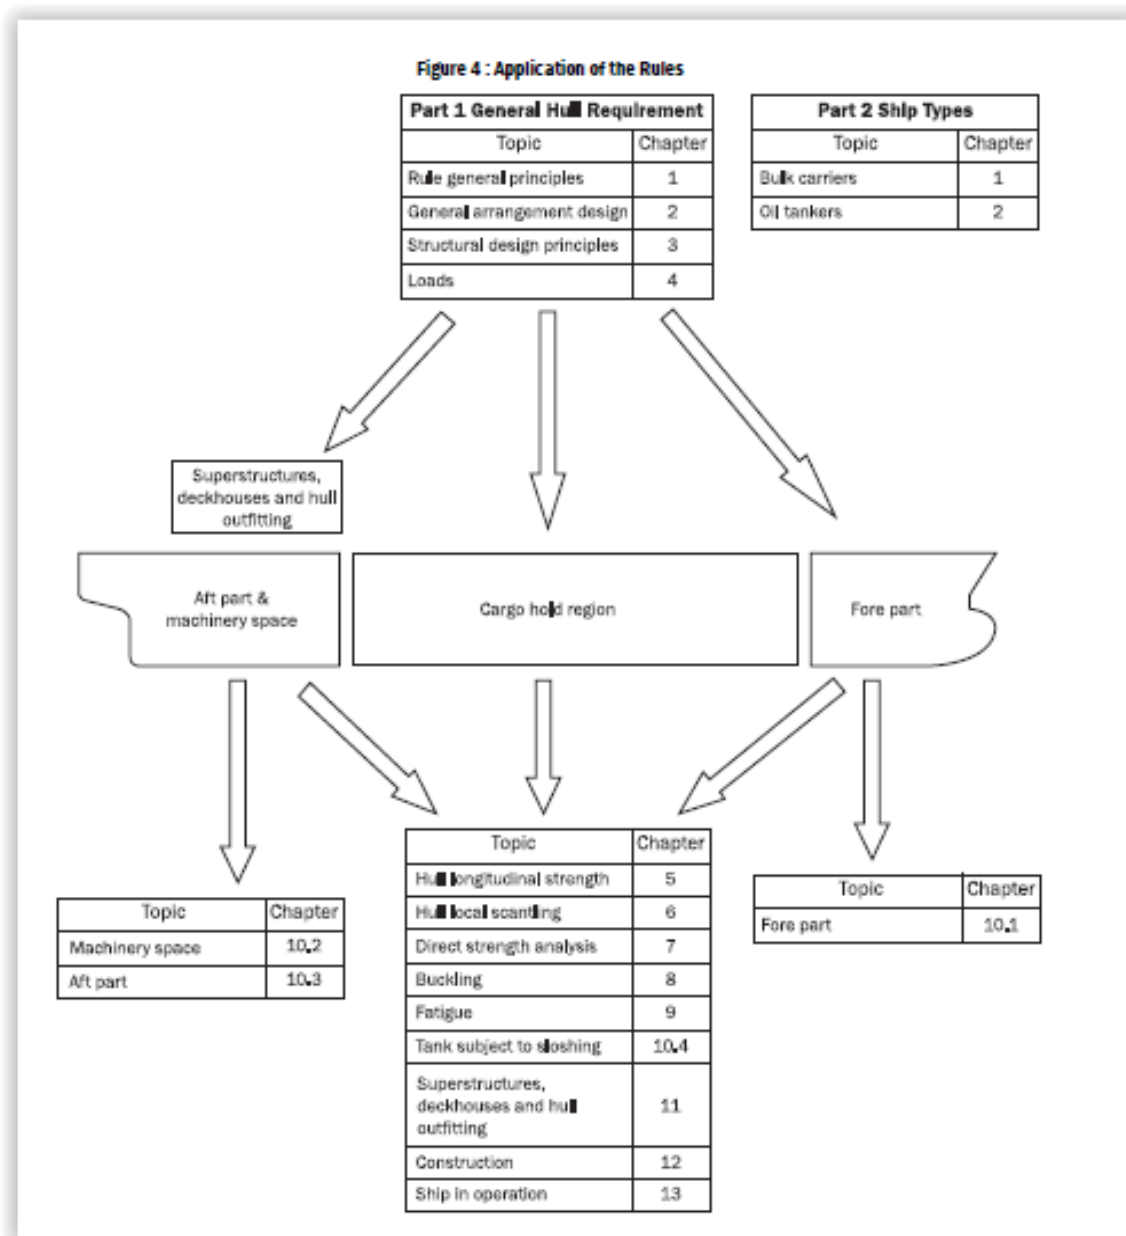 Figure 4 : Application of the Rules
Part 1 General Hull Requirement
Topic Chapter
Rule general principles 1
General arrangement design 2
Structural design principles 3
Loads 4
Part 2 Ship Types
Topic Chapter
Bulk carriers 1
Oil tankers 2
Superstructures,
deckhouses and hull
outfitting
Aft part &
machinery space
Cargo hold region
Fore part
Topic Chapter
Machinery space 10.2
Aft part 10.3
Topic Chapter
Hull longitudinal strength 5
Hull local scantling 6
Direct strength analysis 7
Buckling 8
Fatigue 9
Tank subject to sloshing 10.4
Superstructures,
deckhouses and hull 11
outfitting
Construction 12
Ship in operation 13
Topic Chapter
Fore part 10.1